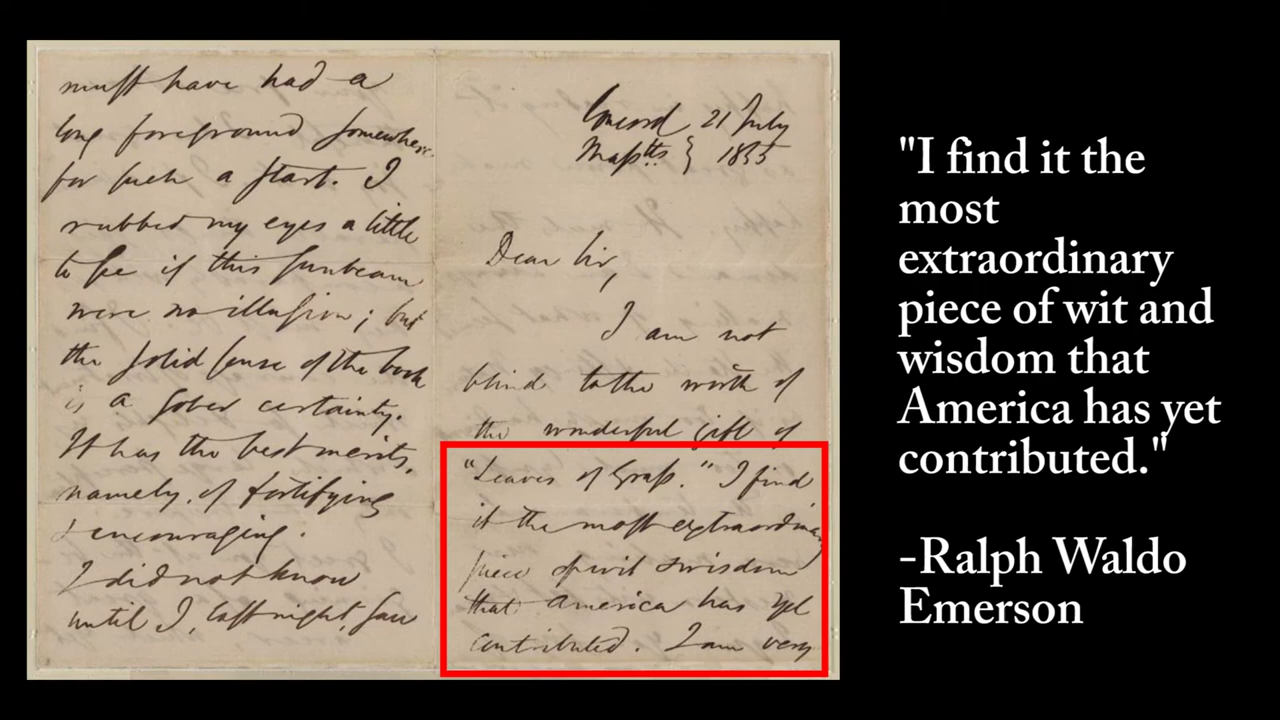 must have had a
long foreground somewhere,
for such a start. I
rubbed my eyes a little
to see if this sunbeam
were no illusion; but
the solid sense of the book
is a sober certainty.
It has the best merits,
namely, of fortifying
& encouraging.
I did not know
until I, last night, saw
Concord 21 July
Massts } 1855
Dear Sir,
I am not
blind to the worth of
the wonderful gift of
"Leaves of Grass." I find
it the most extraordinary
piece of wit & wisdom
that America has yet
contributed. I am very
"I find it the
most
extraordinary
piece of wit and
wisdom that
America has yet
contributed."
-Ralph Waldo
Emerson